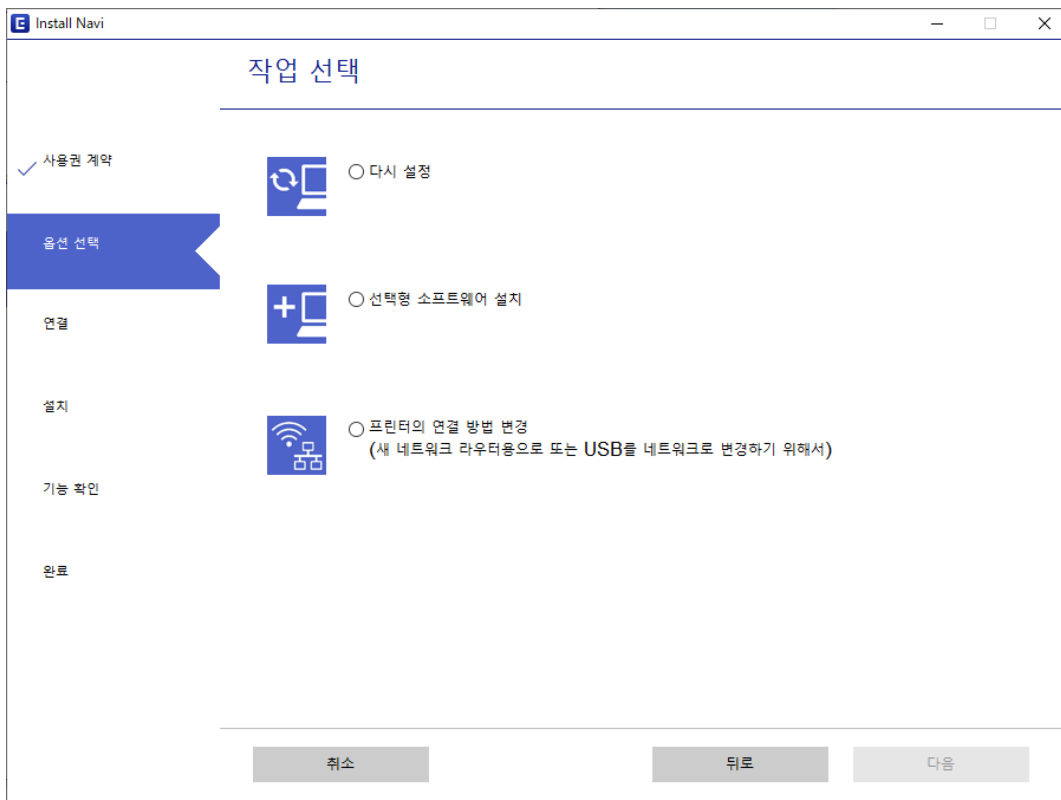 Install Navi
작업 선택
사용권 계약
옵션 선택
연결
설치
기능 확인
완료
다시 설정
선택형 소프트웨어 설치
프린터의 연결 방법 변경
(새 네트워크 라우터용으로 또는 USB를 네트워크로 변경하기 위해서)
취소
뒤로
다음